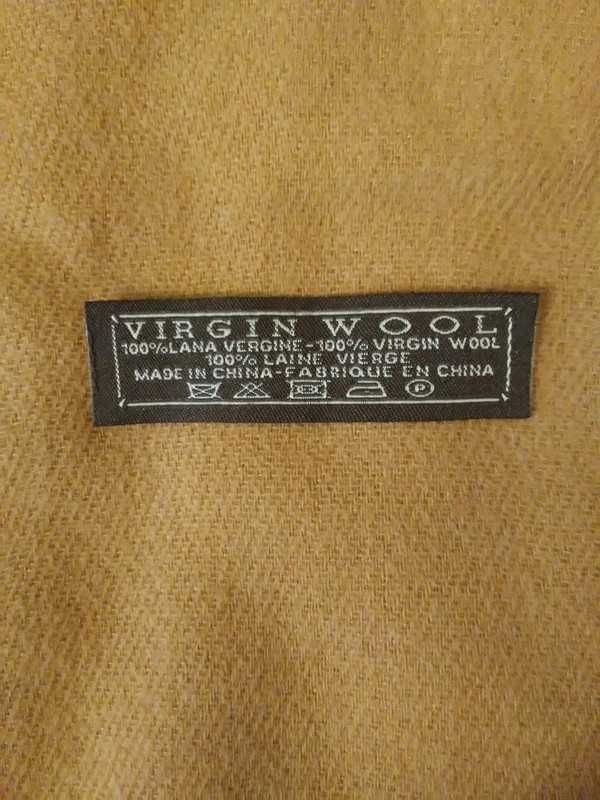 VIRGIN WOOL
100% LANA VERGINE-100% VIRGIN WOOL
100% LAINE VIERGE
MADE IN CHINA-FABRIQUE EN CHINA
P